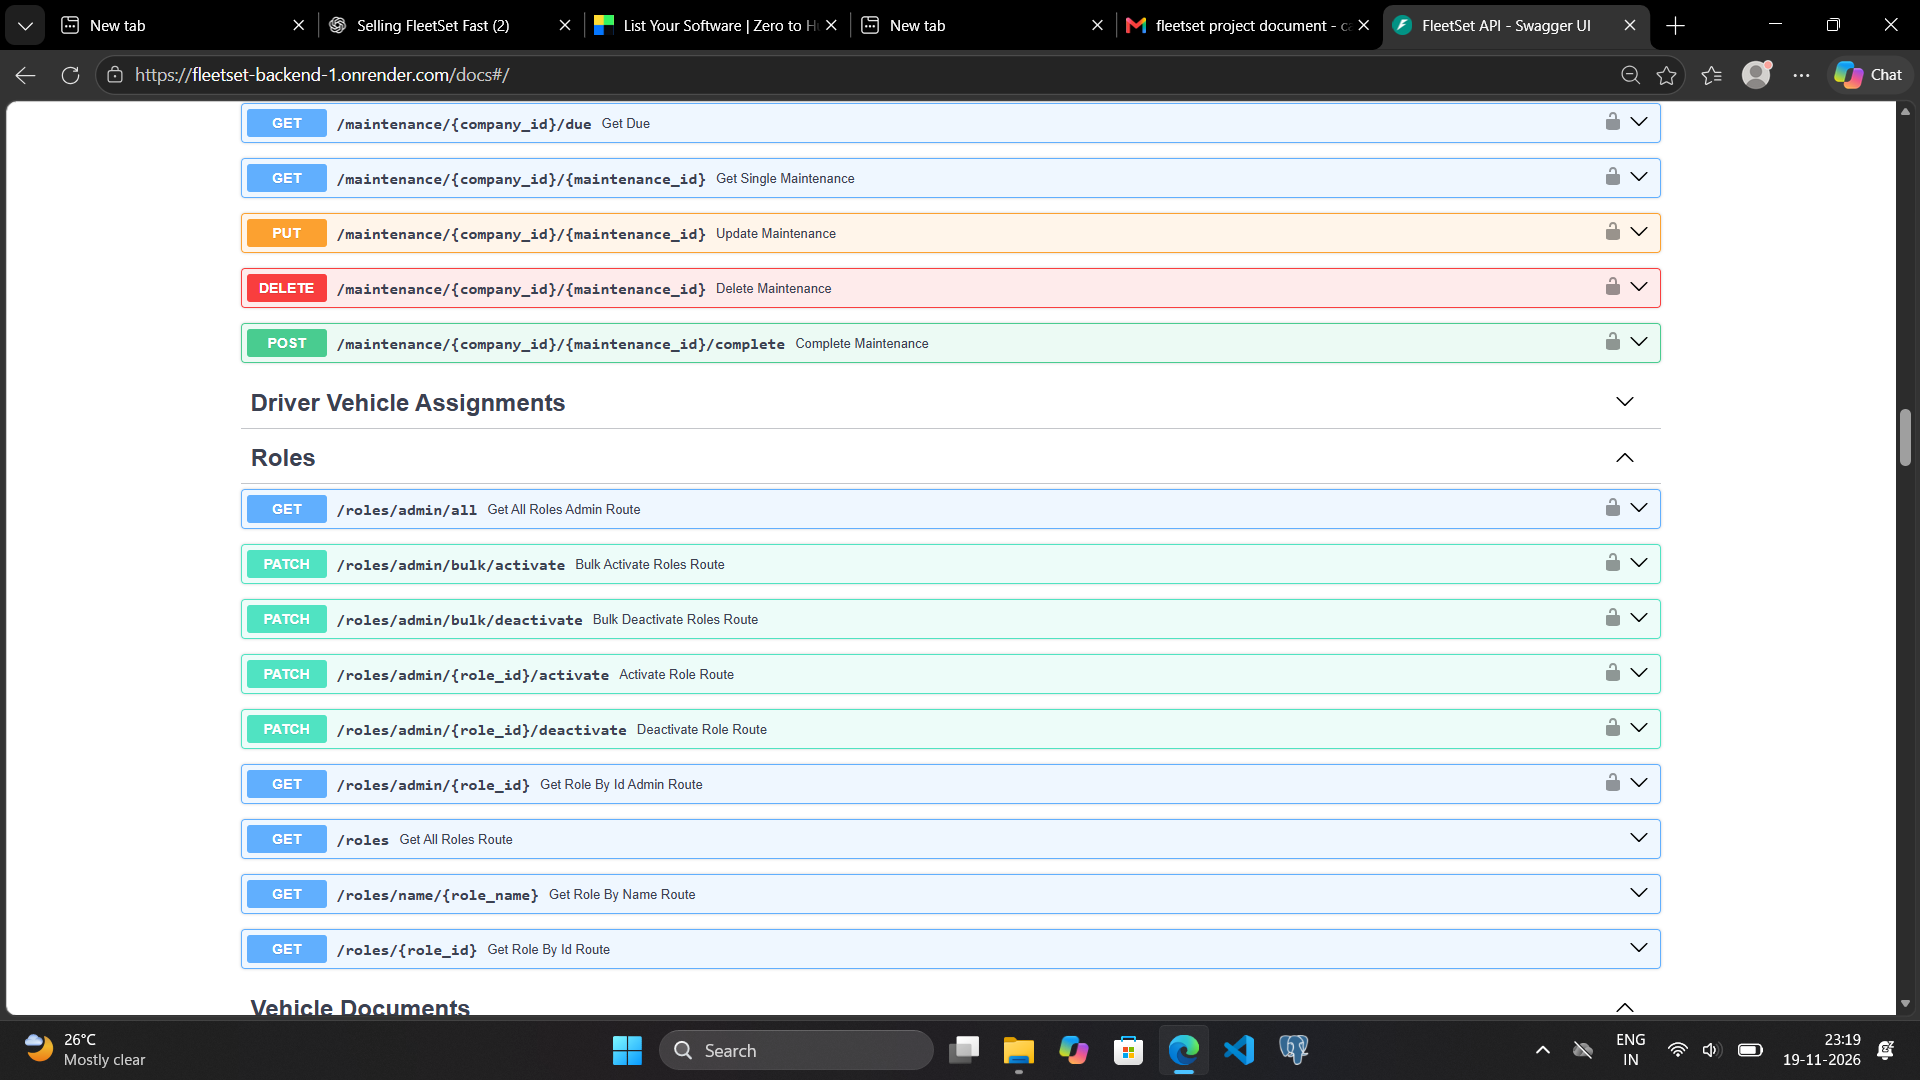 New tab
Selling FleetSet Fast (2)
List Your Software | Zero to H
New tab
fleetset project document - ca
FleetSet API - Swagger UI
https://fleetset-backend-1.onrender.com/docs#/
Chat
GET /maintenance/{company_id}/due Get Due
GET /maintenance/{company_id}/{maintenance_id} Get Single Maintenance
PUT /maintenance/{company_id}/{maintenance_id} Update Maintenance
DELETE /maintenance/{company_id}/{maintenance_id} Delete Maintenance
POST /maintenance/{company_id}/{maintenance_id}/complete Complete Maintenance
Driver Vehicle Assignments
Roles
GET /roles/admin/all Get All Roles Admin Route
PATCH /roles/admin/bulk/activate Bulk Activate Roles Route
PATCH /roles/admin/bulk/deactivate Bulk Deactivate Roles Route
PATCH /roles/admin/{role_id}/activate Activate Role Route
PATCH /roles/admin/{role_id}/deactivate Deactivate Role Route
GET /roles/admin/{role_id} Get Role By Id Admin Route
GET /roles Get All Roles Route
GET /roles/name/{role_name} Get Role By Name Route
GET /roles/{role_id} Get Role By Id Route
Vehicle Documents
26°C
Mostly clear
Search
ENG
IN
23:19
19-11-2026